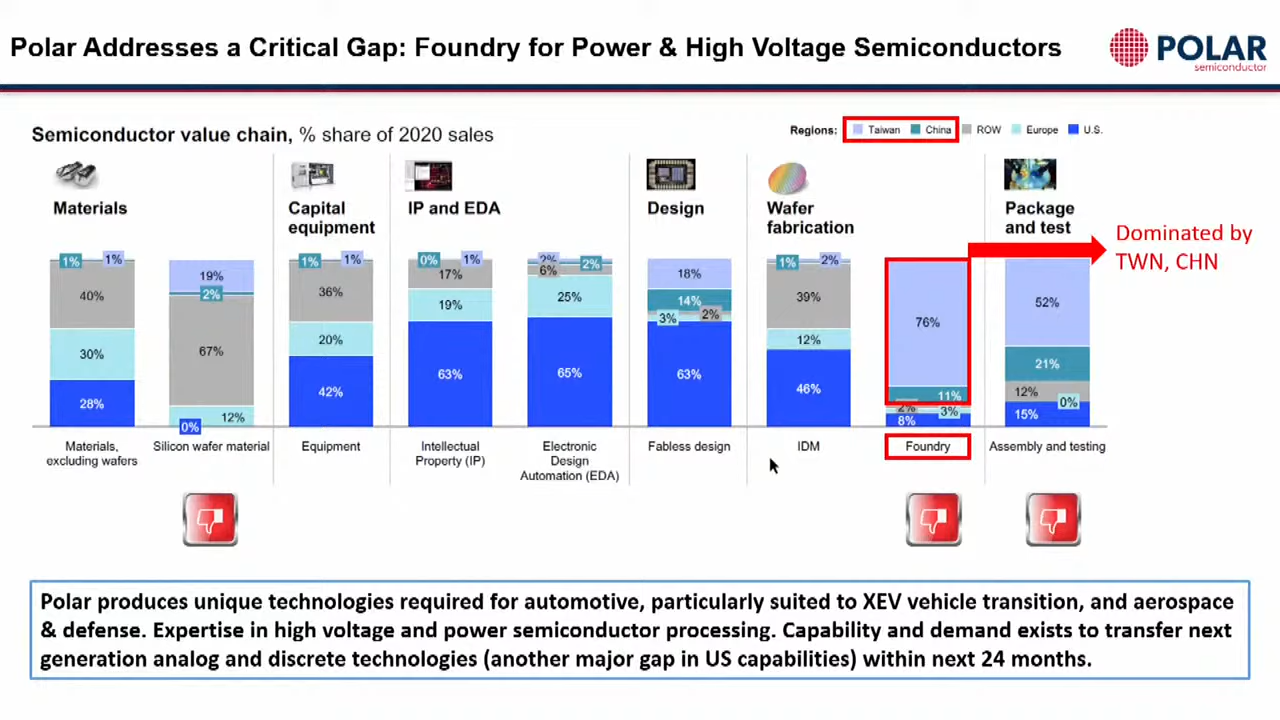 Polar Addresses a Critical Gap: Foundry for Power & High Voltage Semiconductors
POLAR
semiconductor
Semiconductor value chain, % share of 2020 sales
Regions: Taiwan China ROW Europe U.S.
Materials
Capital
equipment
IP and EDA
Design
Wafer
fabrication
Package
and test
Dominated by
TWN, CHN
1% 1%
40%
30%
28%
19%
2%
67%
12%
0%
1% 1%
36%
20%
42%
0% 1%
17%
19%
63%
2% 2%
6%
25%
65%
18%
14%
3% 2%
63%
1% 2%
39%
12%
46%
76%
11%
2% 3%
8%
52%
21%
12%
0%
15%
Materials,
excluding wafers
Silicon wafer material
Equipment
Intellectual
Property (IP)
Electronic
Design
Automation (EDA)
Fabless design
IDM
Foundry
Assembly and testing
Polar produces unique technologies required for automotive, particularly suited to XEV vehicle transition, and aerospace
& defense. Expertise in high voltage and power semiconductor processing. Capability and demand exists to transfer next
generation analog and discrete technologies (another major gap in US capabilities) within next 24 months.